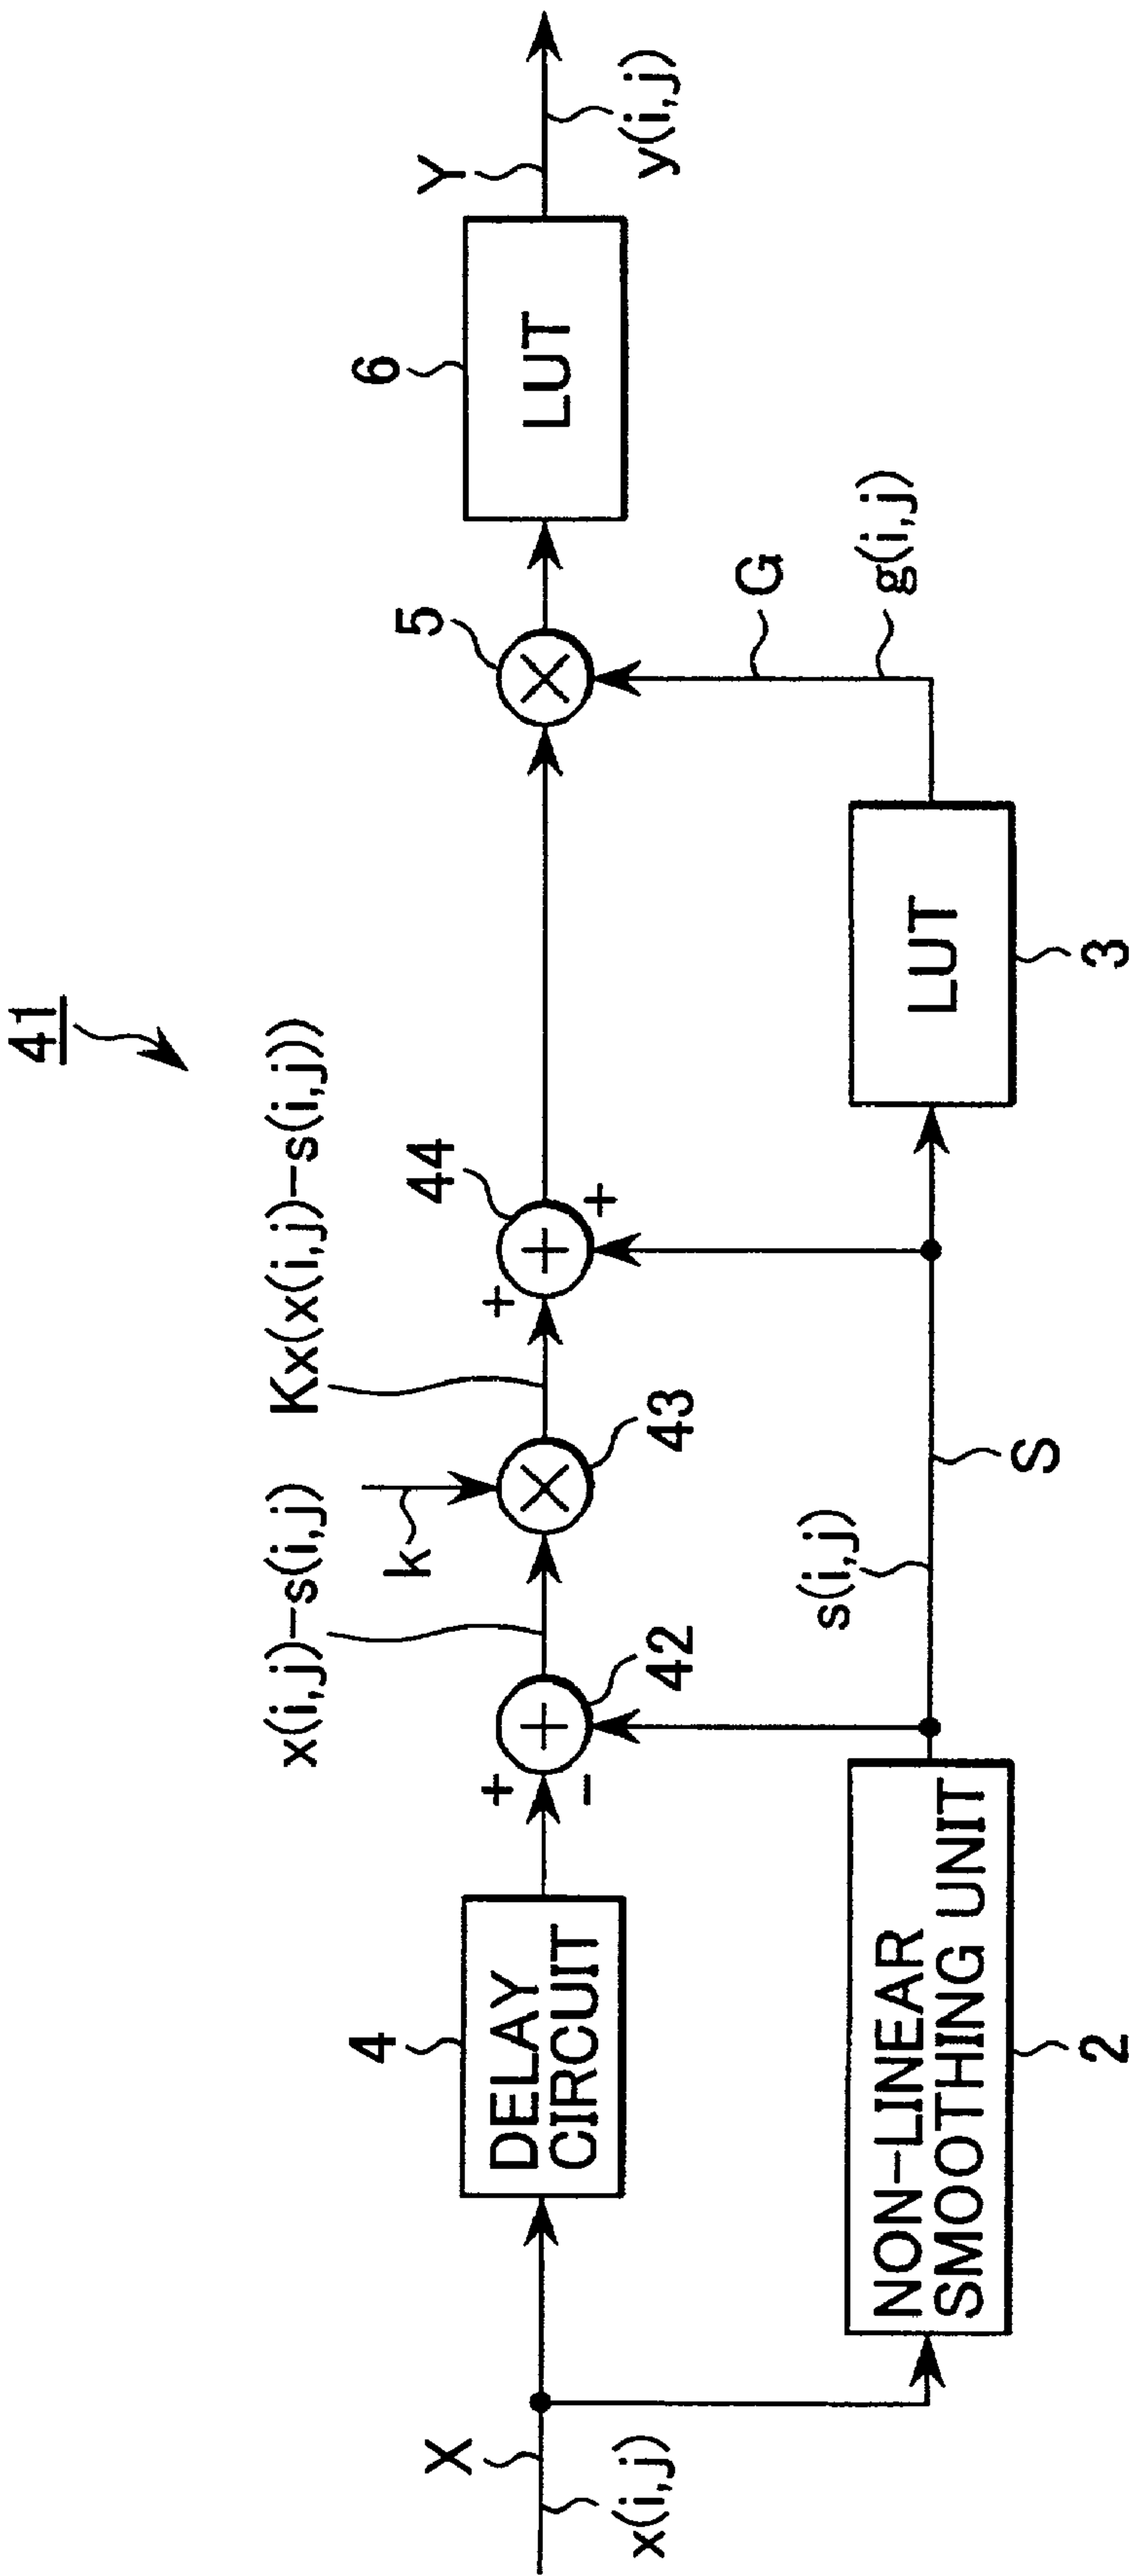 41
X
x(i,j)
4
DELAY
CIRCUIT
+
−
+
42
x(i,j)−s(i,j)
k
×
43
Kx(x(i,j)−s(i,j))
+
+
+
44
×
5
6
LUT
Y
y(i,j)
NON-LINEAR
SMOOTHING UNIT
2
s(i,j)
S
LUT
3
G
g(i,j)